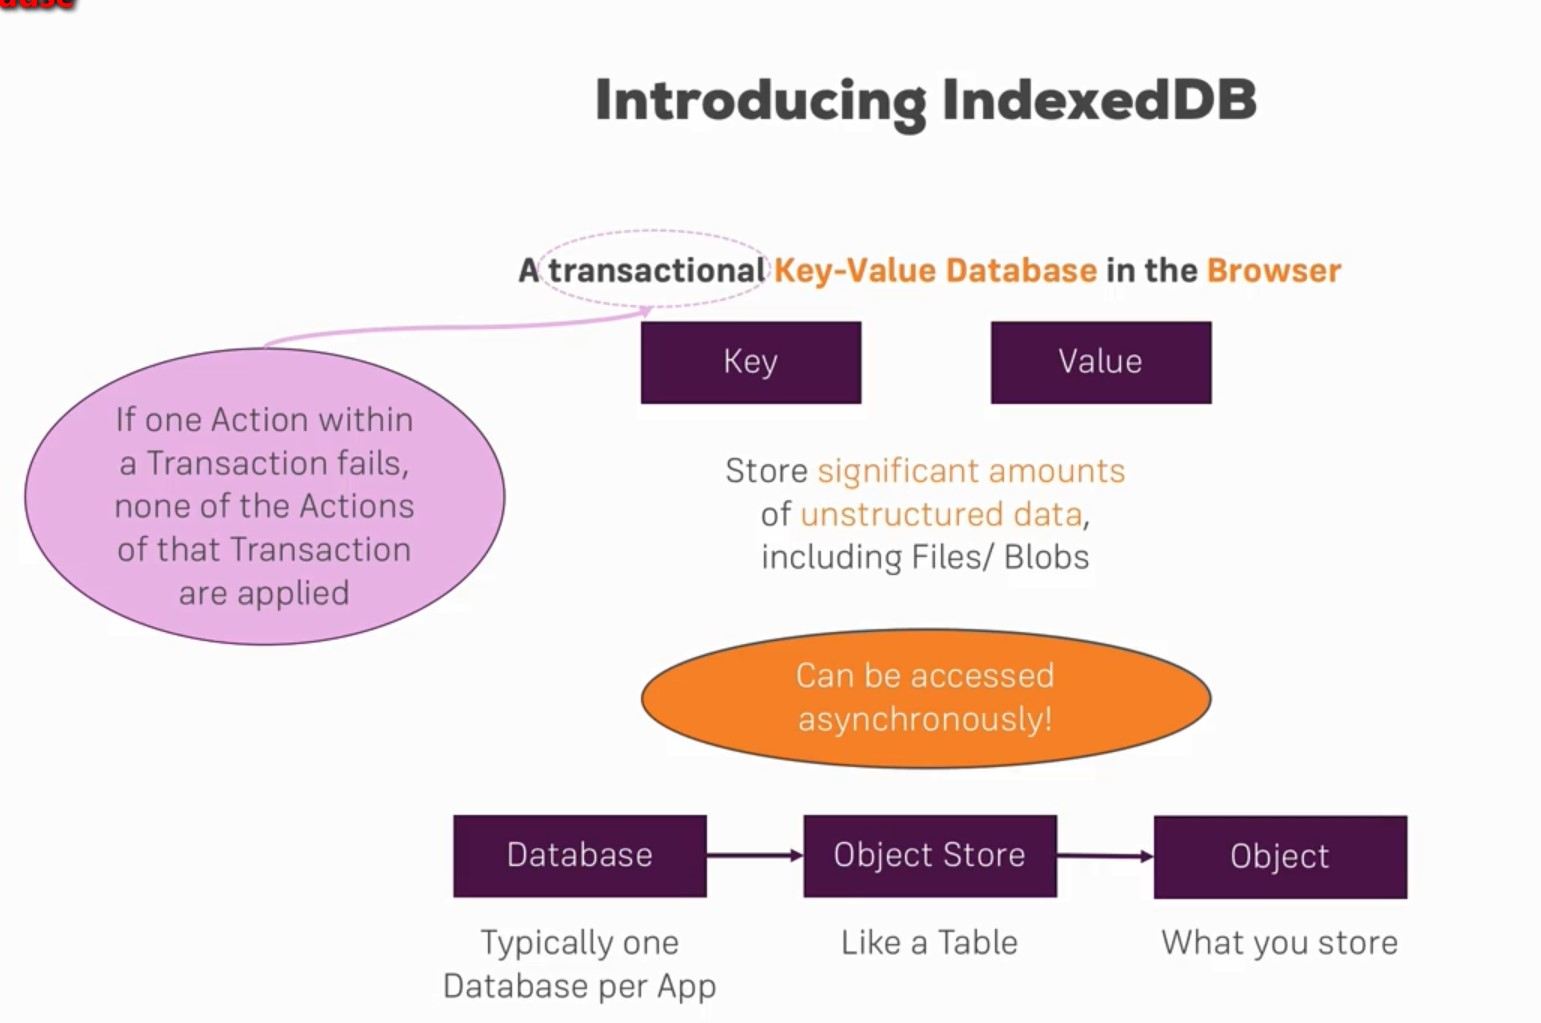 Introducing IndexedDB
A transactional Key-Value Database in the Browser
Key
Value
If one Action within
a Transaction fails,
none of the Actions
of that Transaction
are applied
Store significant amounts
of unstructured data,
including Files/ Blobs
Can be accessed
asynchronously!
Database
Object Store
Object
Typically one
Database per App
Like a Table
What you store